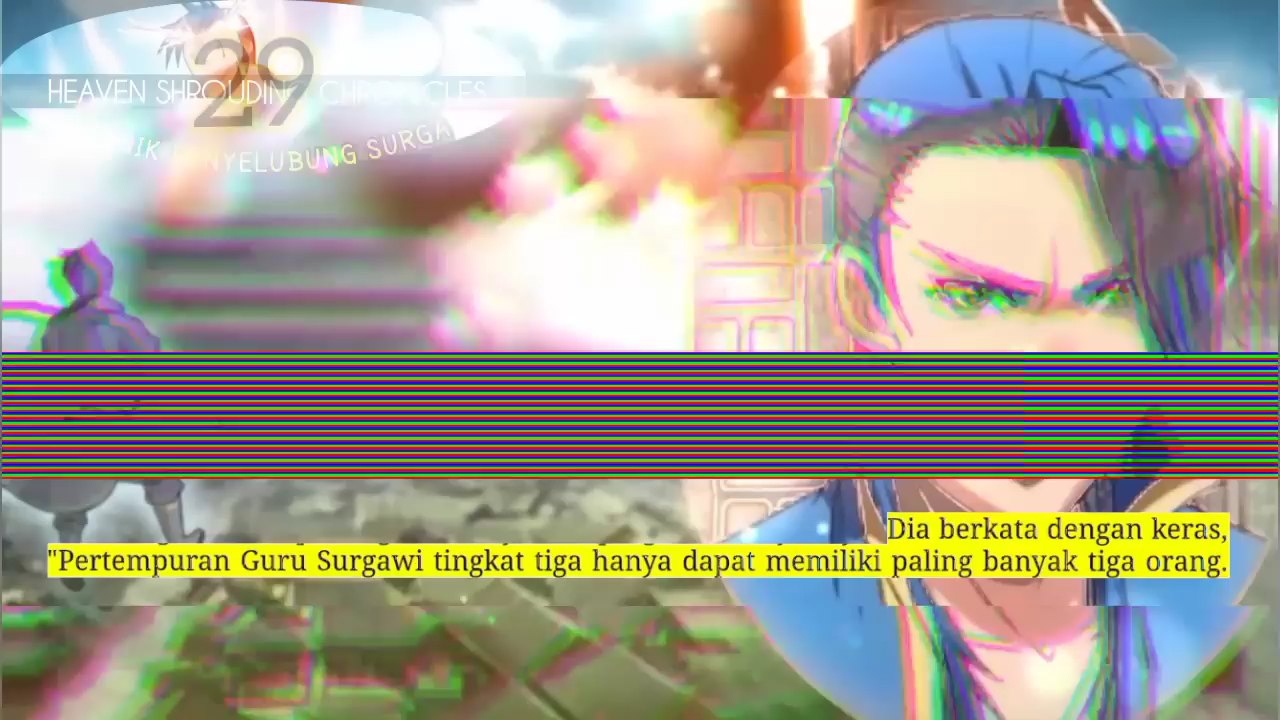 29
HEAVEN SHROUDIN CHRONICLES
NYELUBUNG SURGA
Dia berkata dengan keras,
"Pertempuran Guru Surgawi tingkat tiga hanya dapat memiliki paling banyak tiga orang.